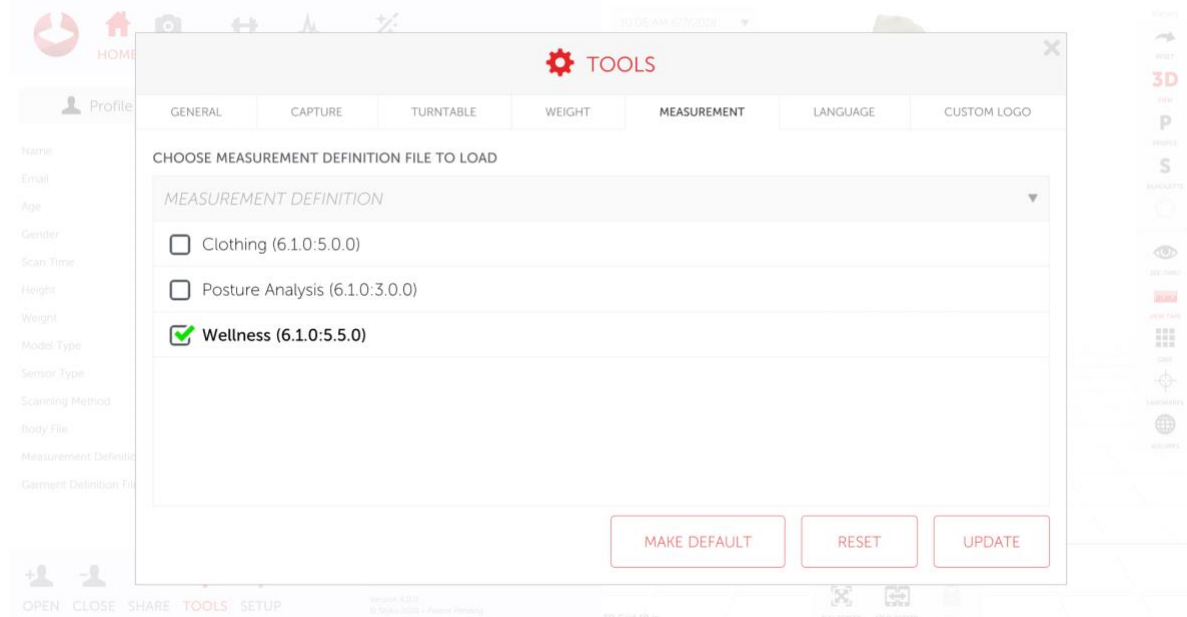 HOME
TOOLS
Profile
GENERAL CAPTURE TURNTABLE WEIGHT MEASUREMENT LANGUAGE CUSTOM LOGO
CHOOSE MEASUREMENT DEFINITION FILE TO LOAD
MEASUREMENT DEFINITION
Clothing (6.1.0:5.0.0)
Posture Analysis (6.1.0:3.0.0)
Wellness (6.1.0:5.5.0)
MAKE DEFAULT RESET UPDATE
Name
Email
Age
Gender
Scan Time
Height
Weight
Model Type
Sensor Type
Scanning Method
Body File
Measurement
Garment Definition
OPEN CLOSE SHARE TOOLS SETUP
3D
P
S